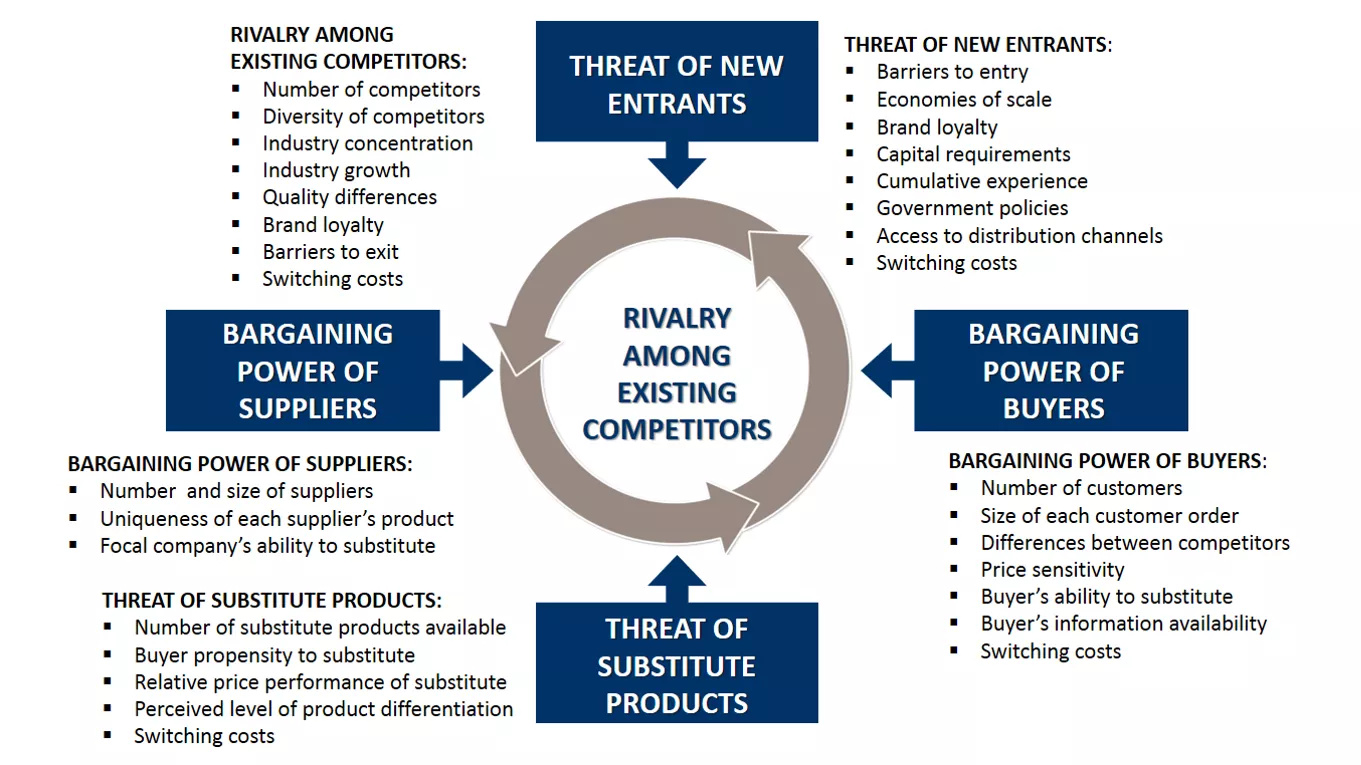 RIVALRY AMONG
EXISTING COMPETITORS:
▪ Number of competitors
▪ Diversity of competitors
▪ Industry concentration
▪ Industry growth
▪ Quality differences
▪ Brand loyalty
▪ Barriers to exit
▪ Switching costs
THREAT OF NEW
ENTRANTS
THREAT OF NEW ENTRANTS:
▪ Barriers to entry
▪ Economies of scale
▪ Brand loyalty
▪ Capital requirements
▪ Cumulative experience
▪ Government policies
▪ Access to distribution channels
▪ Switching costs
BARGAINING
POWER OF
SUPPLIERS
RIVALRY
AMONG
EXISTING
COMPETITORS
BARGAINING
POWER OF
BUYERS
BARGAINING POWER OF SUPPLIERS:
▪ Number and size of suppliers
▪ Uniqueness of each supplier’s product
▪ Focal company’s ability to substitute
BARGAINING POWER OF BUYERS:
▪ Number of customers
▪ Size of each customer order
▪ Differences between competitors
▪ Price sensitivity
▪ Buyer’s ability to substitute
▪ Buyer’s information availability
▪ Switching costs
THREAT OF SUBSTITUTE PRODUCTS:
▪ Number of substitute products available
▪ Buyer propensity to substitute
▪ Relative price performance of substitute
▪ Perceived level of product differentiation
▪ Switching costs
THREAT OF
SUBSTITUTE
PRODUCTS